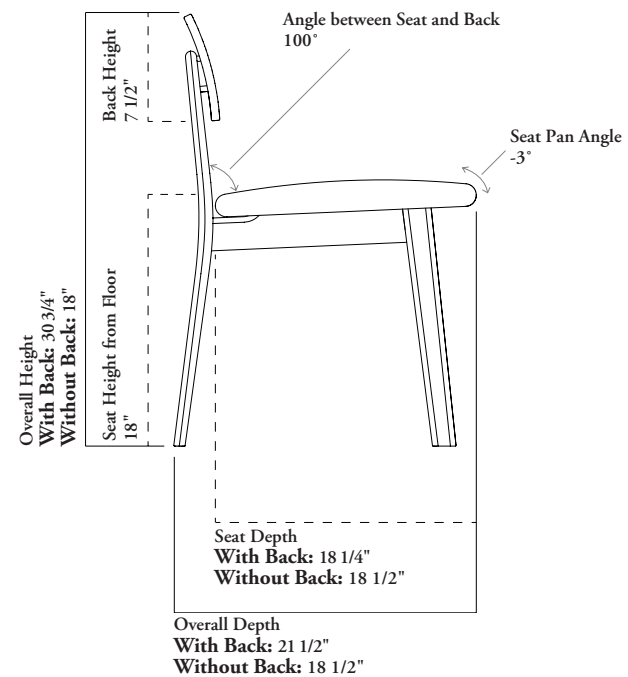 Angle between Seat and Back
100°
Back Height
7 1/2"
Seat Pan Angle
-3°
Overall Height
With Back: 30 3/4"
Without Back: 18"
Seat Height from Floor
18"
Seat Depth
With Back: 18 1/4"
Without Back: 18 1/2"
Overall Depth
With Back: 21 1/2"
Without Back: 18 1/2"